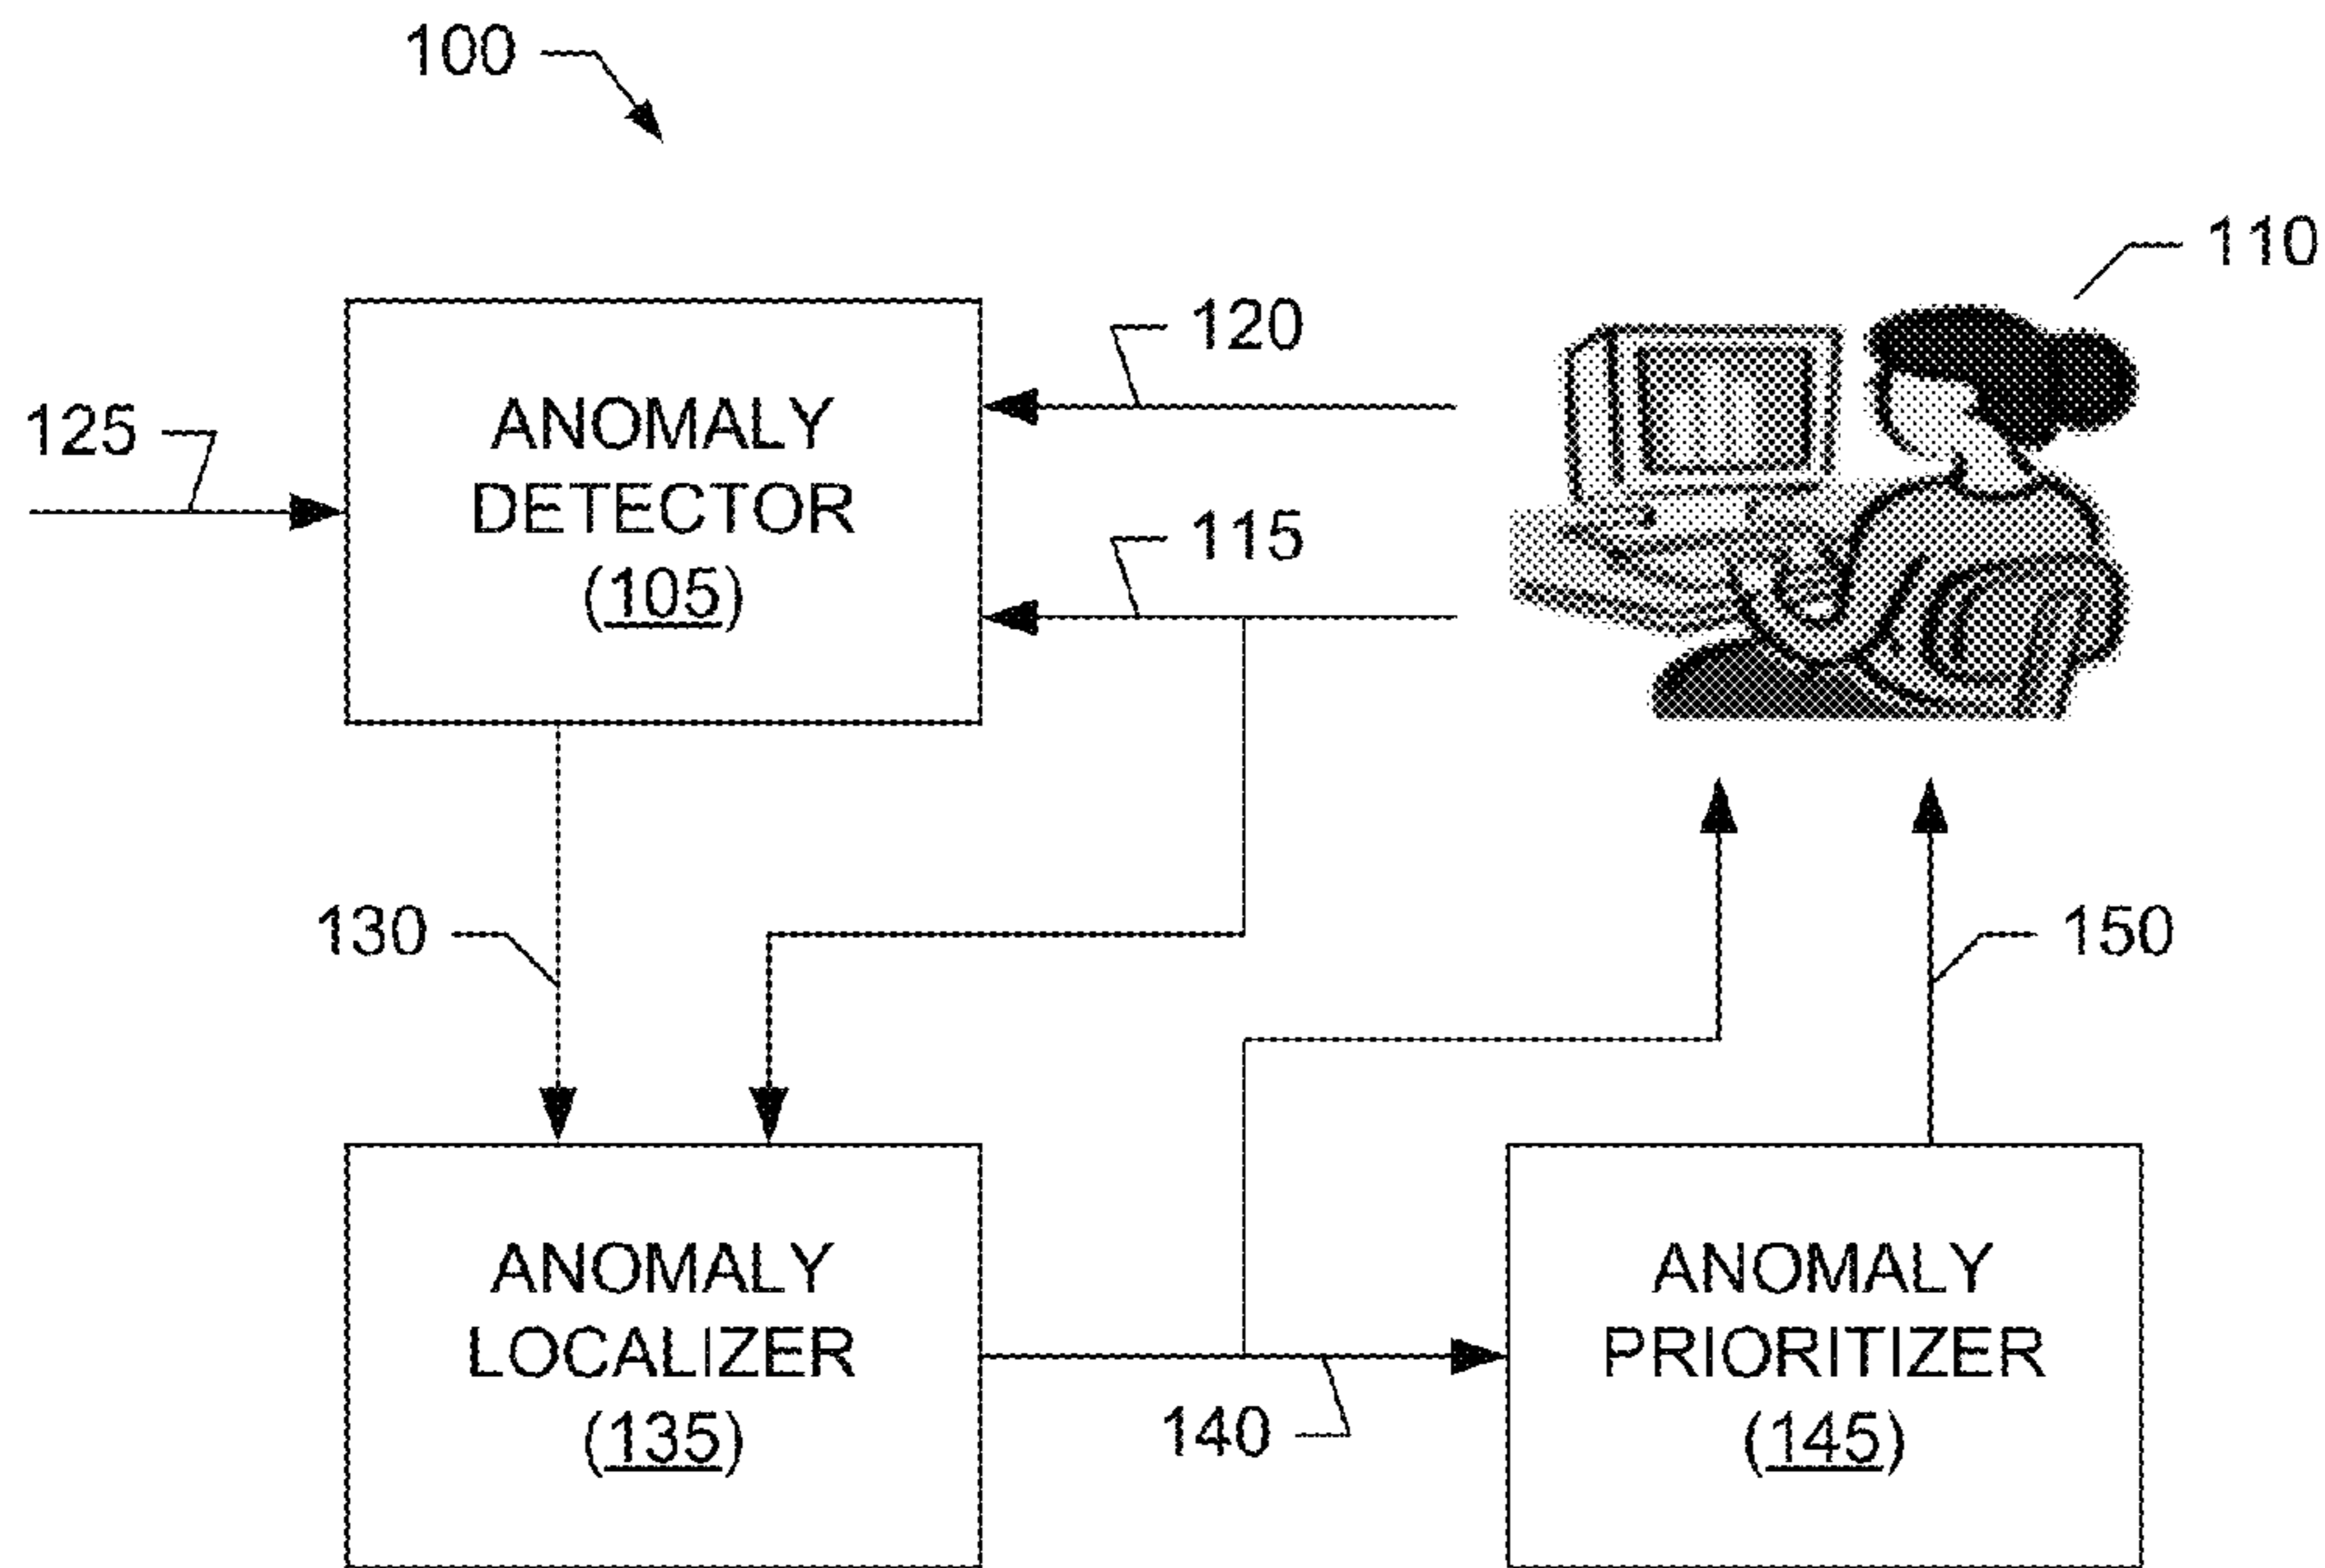 100
110
120
ANOMALY
DETECTOR
(105)
125
115
130
150
ANOMALY
LOCALIZER
(135)
140
ANOMALY
PRIORITIZER
(145)